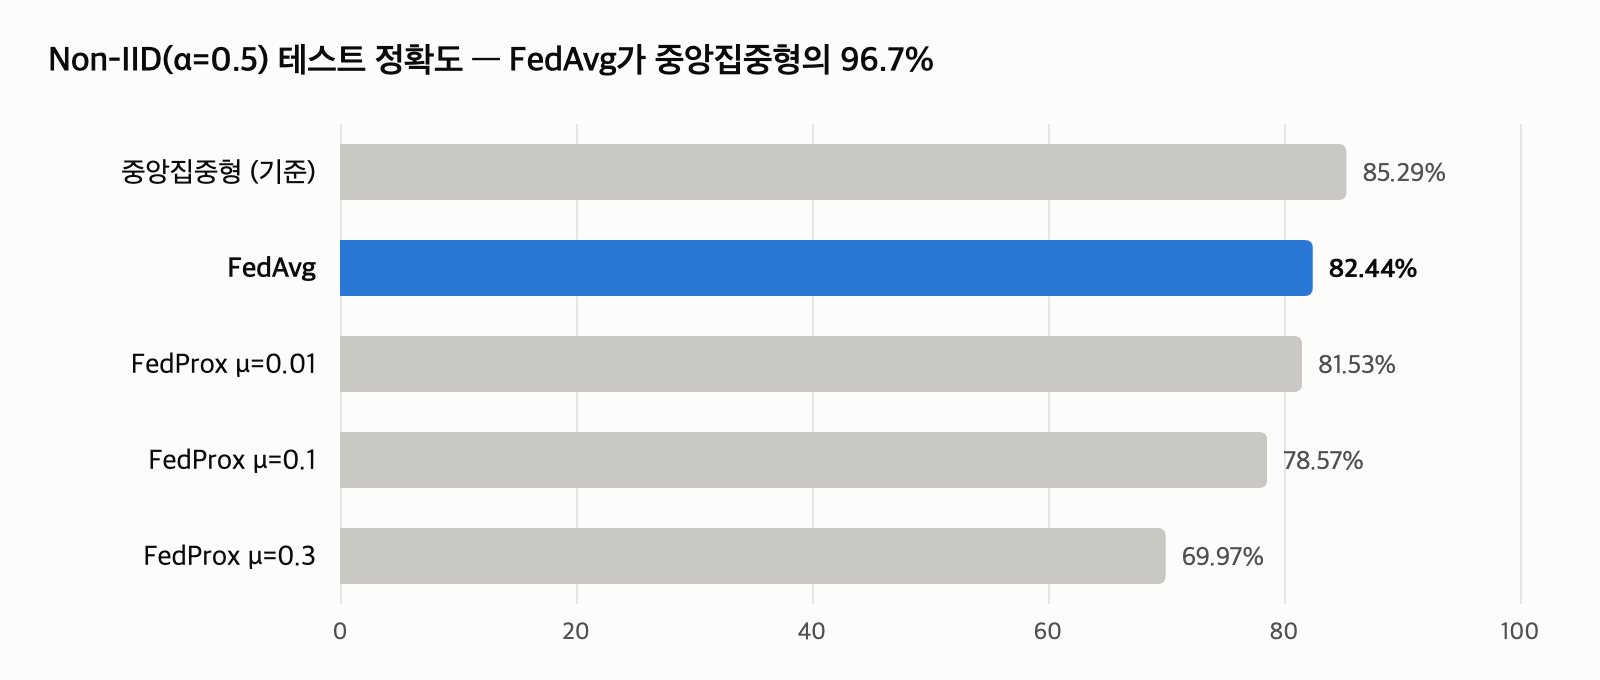 Non-IID(α=0.5) 테스트 정확도 — FedAvg가 중앙집중형의 96.7%
중앙집중형 (기준) 85.29%
FedAvg 82.44%
FedProx μ=0.01 81.53%
FedProx μ=0.1 78.57%
FedProx μ=0.3 69.97%
0 20 40 60 80 100